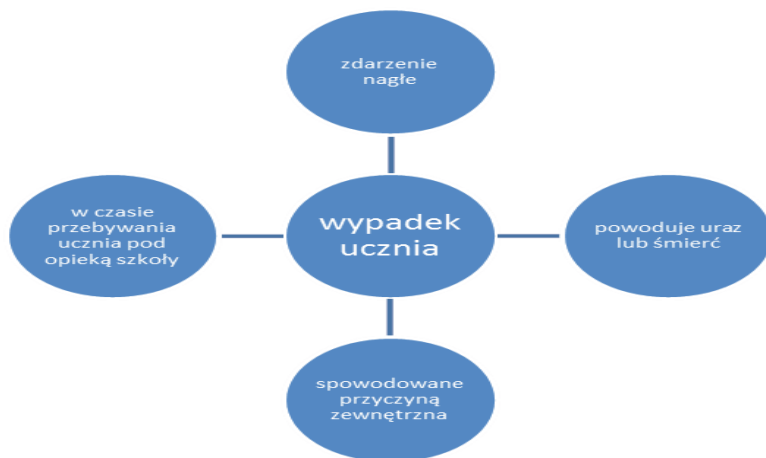 zdarzenie
nagłe
w czasie
przebywania
ucznia pod
opieką szkoły
wypadek
ucznia
powoduje uraz
lub śmierć
spowodowane
przyczyną
zewnętrzna